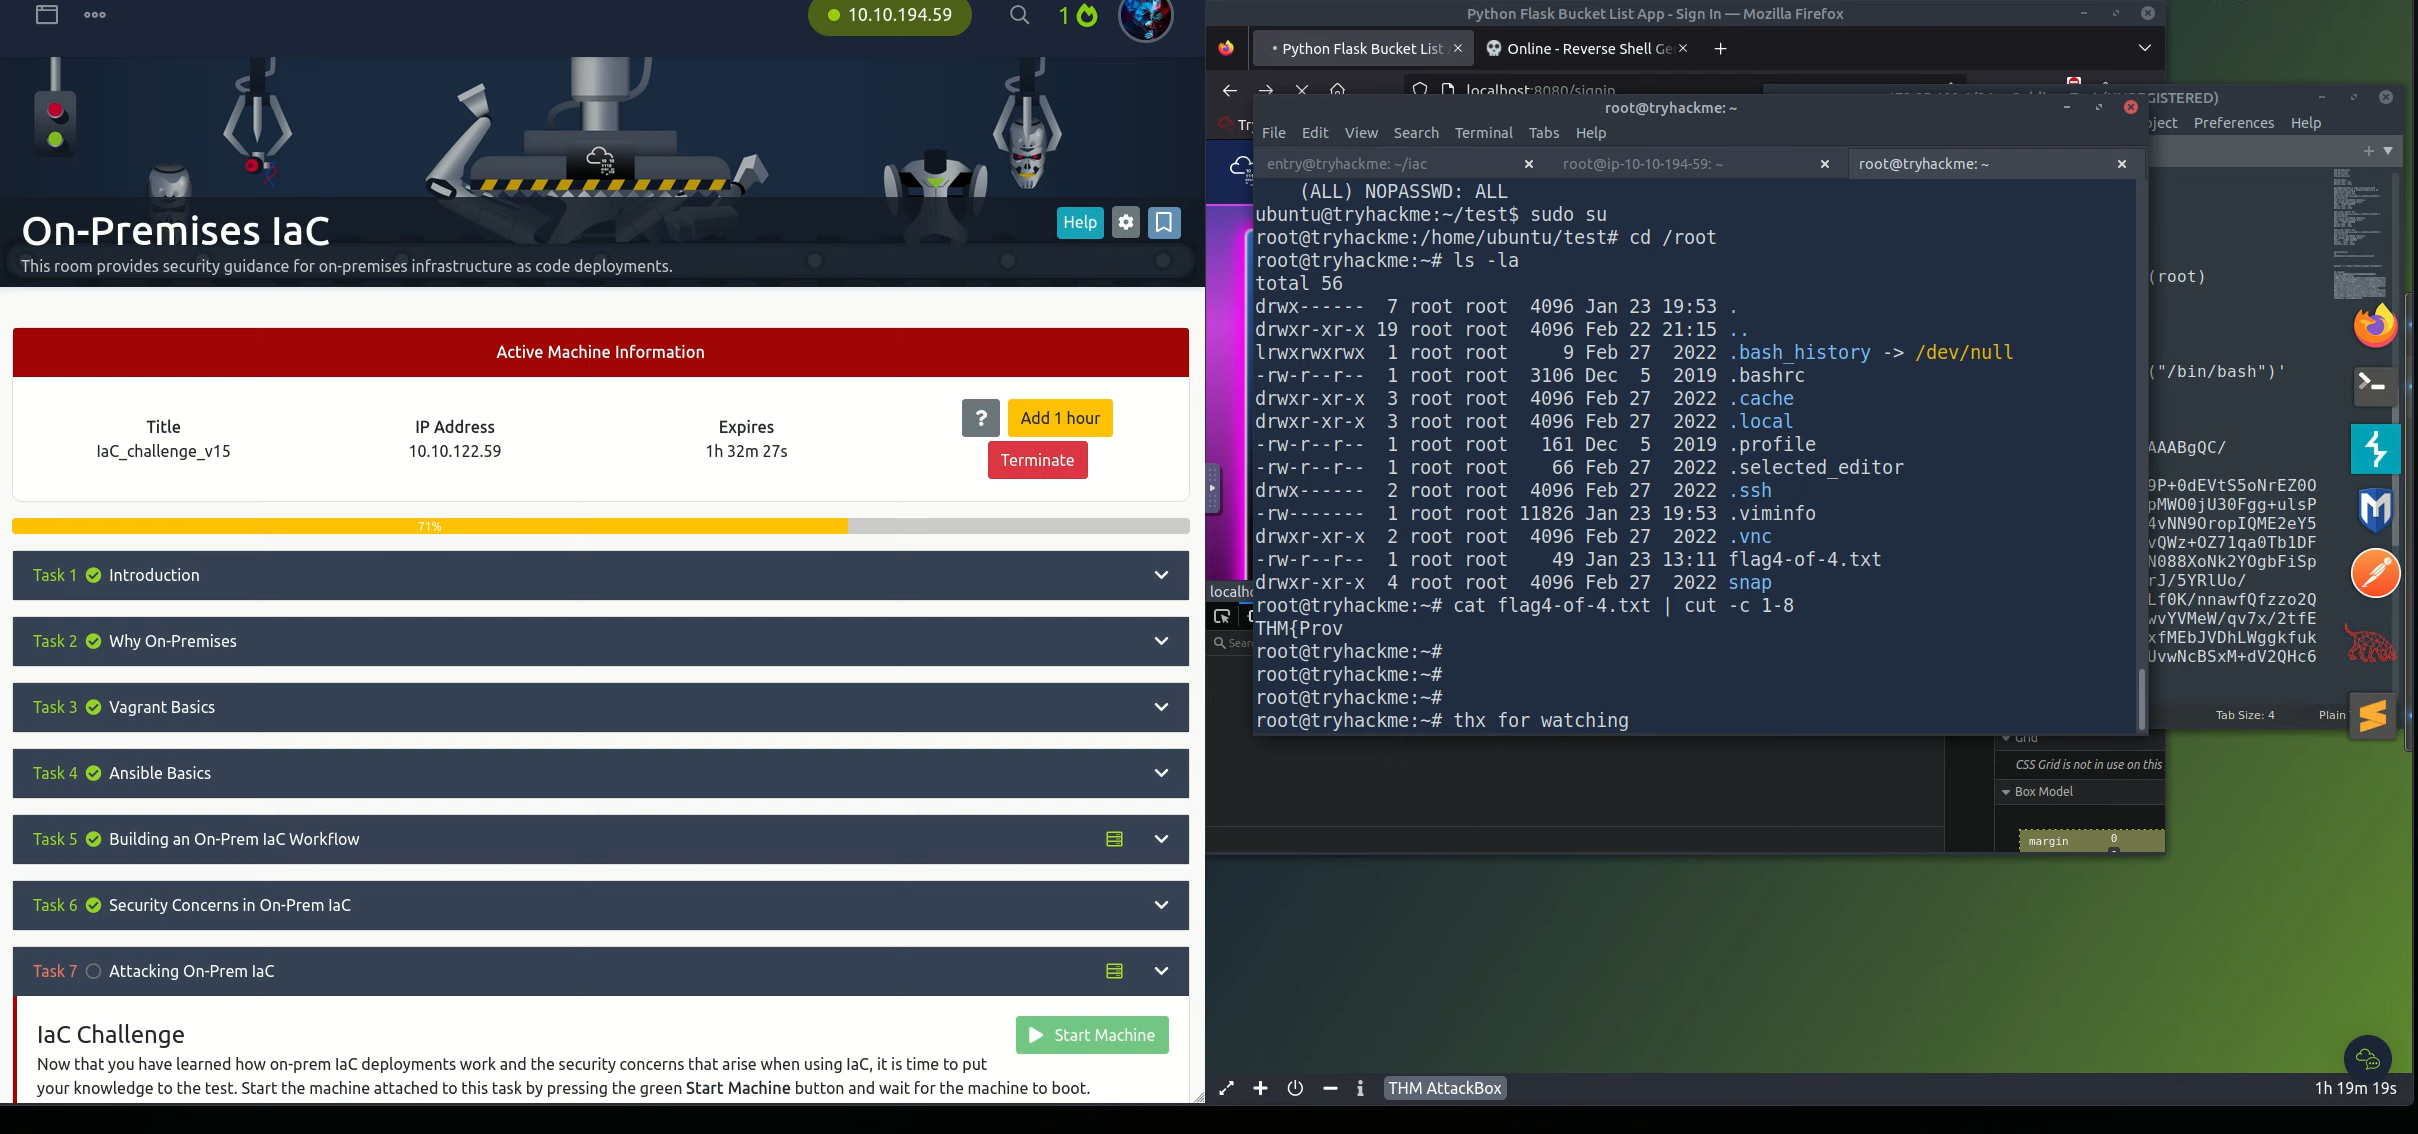 10.10.194.59
1
On-Premises IaC
Help
This room provides security guidance for on-premises infrastructure as code deployments.
Active Machine Information
Title
IP Address
Expires
IaC_challenge_v15
10.10.122.59
1h 32m 27s
?
Add 1 hour
Terminate
71%
Task 1 Introduction
Task 2 Why On-Premises
Task 3 Vagrant Basics
Task 4 Ansible Basics
Task 5 Building an On-Prem IaC Workflow
Task 6 Security Concerns in On-Prem IaC
Task 7 Attacking On-Prem IaC
IaC Challenge
Start Machine
Now that you have learned how on-prem IaC deployments work and the security concerns that arise when using IaC, it is time to put
your knowledge to the test. Start the machine attached to this task by pressing the green Start Machine button and wait for the machine to boot.
Python Flask Bucket List App - Sign In — Mozilla Firefox
Python Flask Bucket List
Online - Reverse Shell Ge
localhost:8080/signin
root@tryhackme: ~
File Edit View Search Terminal Tabs Help
entry@tryhackme: ~/iac
root@ip-10-10-194-59: ~
root@tryhackme: ~
(ALL) NOPASSWD: ALL
ubuntu@tryhackme:~/test$ sudo su
root@tryhackme:/home/ubuntu/test# cd /root
root@tryhackme:~# ls -la
total 56
drwx------ 7 root root 4096 Jan 23 19:53 .
drwxr-xr-x 19 root root 4096 Feb 22 21:15 ..
lrwxrwxrwx 1 root root 9 Feb 27 2022 .bash_history -> /dev/null
-rw-r--r-- 1 root root 3106 Dec 5 2019 .bashrc
drwxr-xr-x 3 root root 4096 Feb 27 2022 .cache
drwxr-xr-x 3 root root 4096 Feb 27 2022 .local
-rw-r--r-- 1 root root 161 Dec 5 2019 .profile
-rw-r--r-- 1 root root 66 Feb 27 2022 .selected_editor
drwx------ 2 root root 4096 Feb 27 2022 .ssh
-rw------- 1 root root 11826 Jan 23 19:53 .viminfo
drwxr-xr-x 2 root root 4096 Feb 27 2022 .vnc
-rw-r--r-- 1 root root 49 Jan 23 13:11 flag4-of-4.txt
drwxr-xr-x 4 root root 4096 Feb 27 2022 snap
root@tryhackme:~# cat flag4-of-4.txt | cut -c 1-8
THM{Prov
root@tryhackme:~#
root@tryhackme:~#
root@tryhackme:~#
root@tryhackme:~# thx for watching
GISTERED)
ject Preferences Help
(root)
("/bin/bash")'
AAABgQC/
9P+0dEVtS5oNrEZ0O
pMWO0jU30Fgg+ulsP
4vNN9OropIQME2eY5
vQWz+OZ71qa0Tb1DF
N088XoNk2YOgbFiSp
rJ/5YRlUo/
Lf0K/nnawfQfzzo2Q
wvYVMeW/qv7x/2tfE
xfMEbJVDhLWggkfuk
UvwNcBSxM+dV2QHc6
Tab Size: 4
Plain
localho
Sear
Grid
CSS Grid is not in use on this
Box Model
margin
0
THM AttackBox
1h 19m 19s